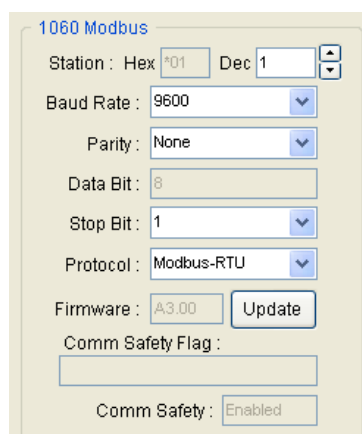 1060 Modbus
Station : Hex *01 Dec 1
Baud Rate : 9600
Parity : None
Data Bit : 8
Stop Bit : 1
Protocol : Modbus-RTU
Firmware : A3.00 Update
Comm Safety Flag :
Comm Safety : Enabled